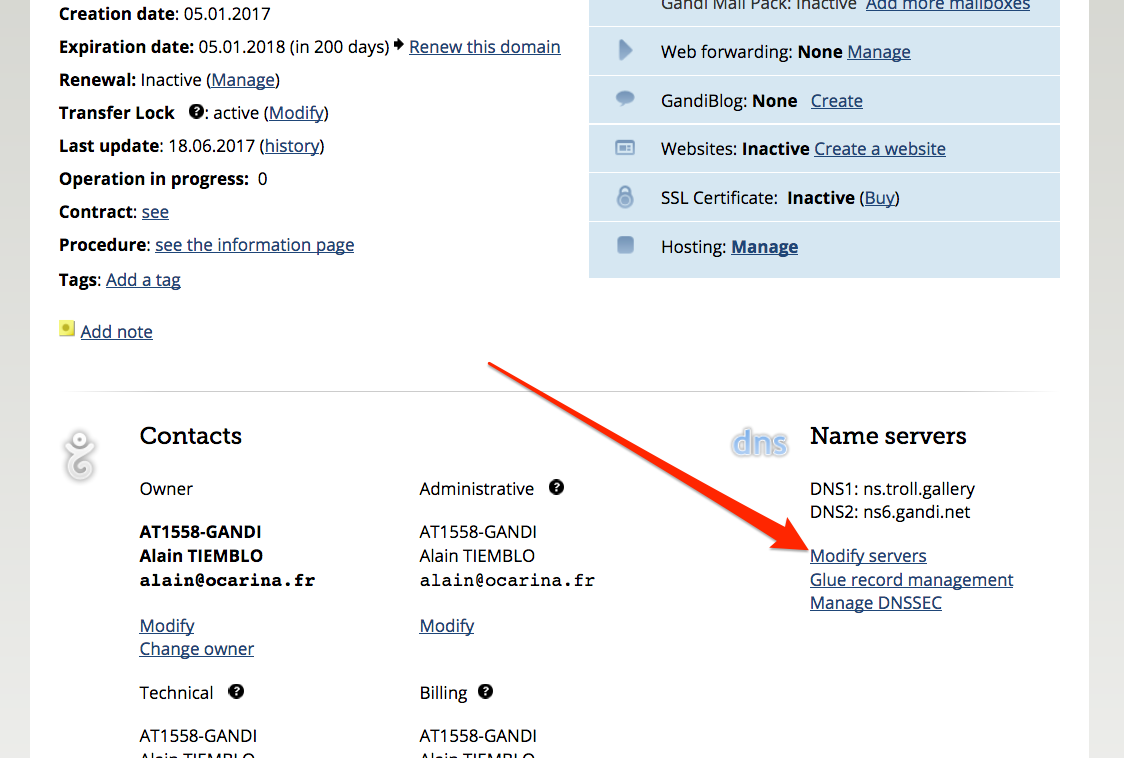 Creation date: 05.01.2017
Expiration date: 05.01.2018 (in 200 days) Renew this domain
Renewal: Inactive (Manage)
Transfer Lock ?: active (Modify)
Last update: 18.06.2017 (history)
Operation in progress: 0
Contract: see
Procedure: see the information page
Tags: Add a tag
Add note
Gandi Mail Pack: Inactive Add more mailboxes
Web forwarding: None Manage
GandiBlog: None Create
Websites: Inactive Create a website
SSL Certificate: Inactive (Buy)
Hosting: Manage
Contacts
Owner
AT1558-GANDI
Alain TIEMBLO
alain@ocarina.fr
Modify
Change owner
Administrative ?
AT1558-GANDI
Alain TIEMBLO
alain@ocarina.fr
Modify
Technical ?
AT1558-GANDI
Alain TIEMBLO
Billing ?
AT1558-GANDI
Alain TIEMBLO
dns
Name servers
DNS1: ns.troll.gallery
DNS2: ns6.gandi.net
Modify servers
Glue record management
Manage DNSSEC